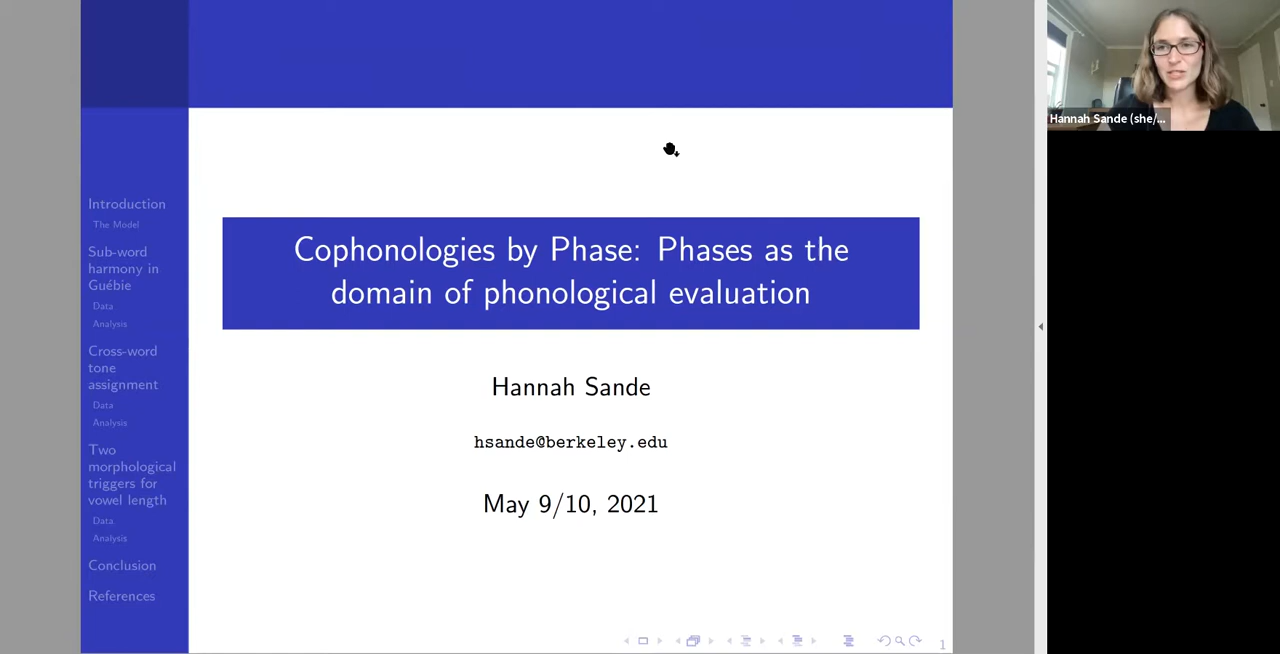 Introduction
The Model
Sub-word
harmony in
Guébie
Data
Analysis
Cross-word
tone
assignment
Data
Analysis
Two
morphological
triggers for
vowel length
Data
Analysis
Conclusion
References
Cophonologies by Phase: Phases as the
domain of phonological evaluation
Hannah Sande
hsande@berkeley.edu
May 9/10, 2021
1
Hannah Sande (she/...